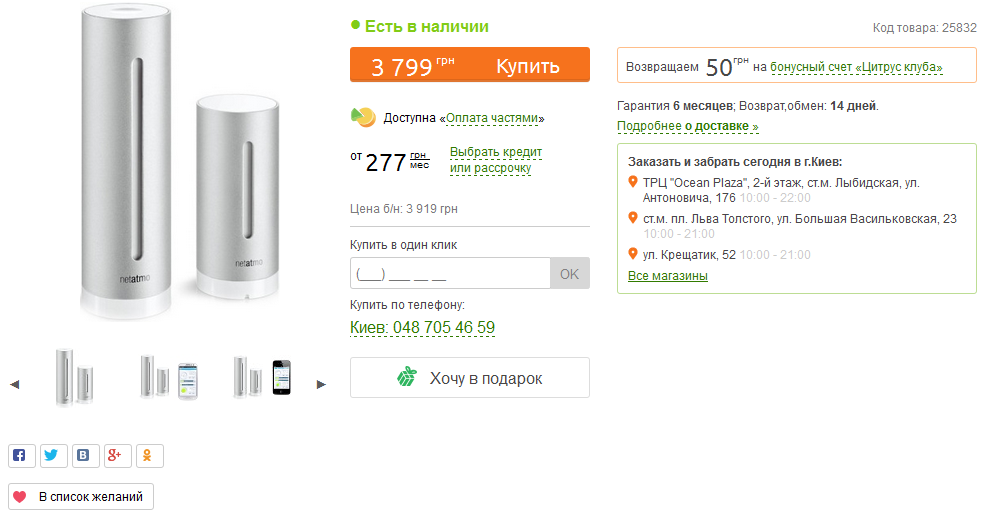 netatmo
netatmo
В список желаний
Есть в наличии
3 799 грн Купить
Доступна «Оплата частями»
от 277 грн мес
Выбрать кредит
или рассрочку
Цена б/н: 3 919 грн
Купить в один клик
(___) ___ __ __ OK
Купить по телефону:
Киев: 048 705 46 59
Хочу в подарок
Код товара: 25832
Возвращаем 50 грн на бонусный счет «Цитрус клуба»
Гарантия 6 месяцев; Возврат,обмен: 14 дней.
Подробнее о доставке »
Заказать и забрать сегодня в г.Киев:
ТРЦ "Ocean Plaza", 2-й этаж, ст.м. Лыбидская, ул.
Антоновича, 176 10:00 - 22:00
ст.м. пл. Льва Толстого, ул. Большая Васильковская, 23
10:00 - 21:00
ул. Крещатик, 52 10:00 - 21:00
Все магазины